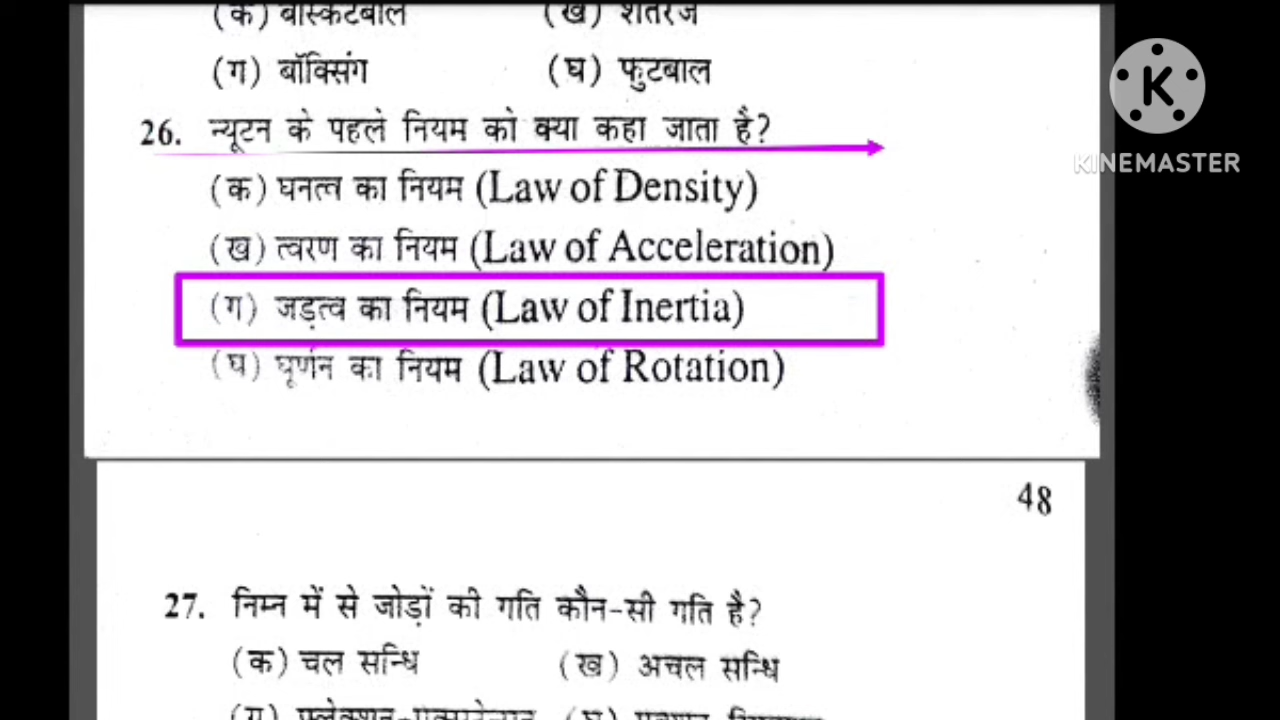 (क) बास्केटबाल (ख) शतरंज
(ग) बॉक्सिंग (घ) फुटबाल
K
KINEMASTER
26. न्यूटन के पहले नियम को क्या कहा जाता है?
(क) घनत्व का नियम (Law of Density)
(ख) त्वरण का नियम (Law of Acceleration)
(ग) जड़त्व का नियम (Law of Inertia)
(घ) घूर्णन का नियम (Law of Rotation)
48
27. निम्न में से जोड़ों की गति कौन-सी गति है?
(क) चल सन्धि (ख) अचल सन्धि
(ग) (घ)